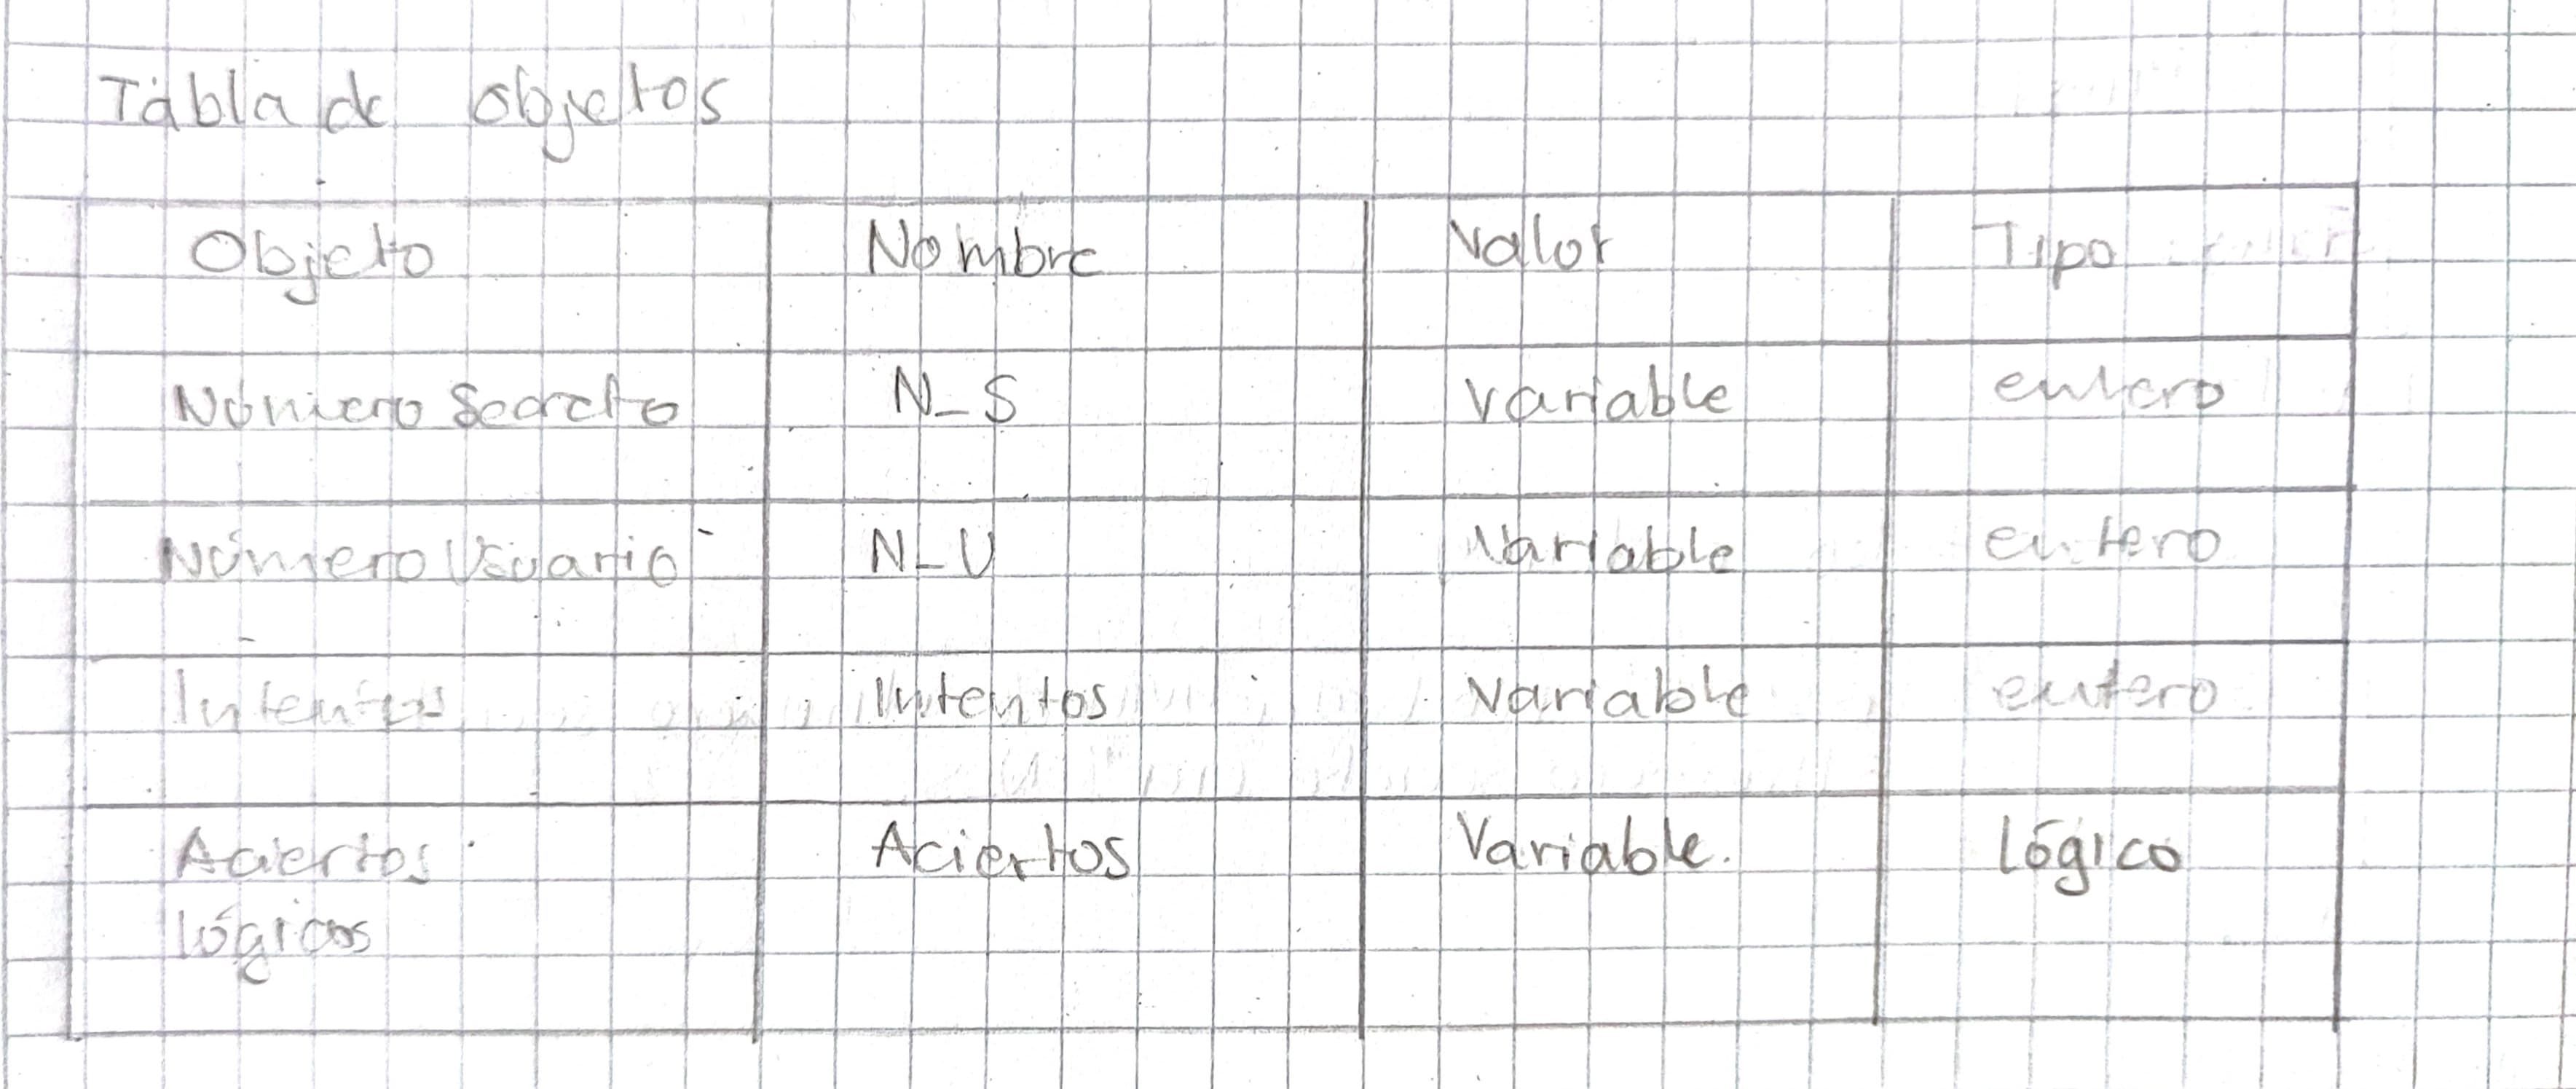 Tabla de objetos
Objeto Nombre Valor Tipo
Número Secreto N_S Variable entero
Número Usuario N_U Variable entero
Intentos Intentos Variable entero
Aciertos Aciertos Variable. lógico
lógicos